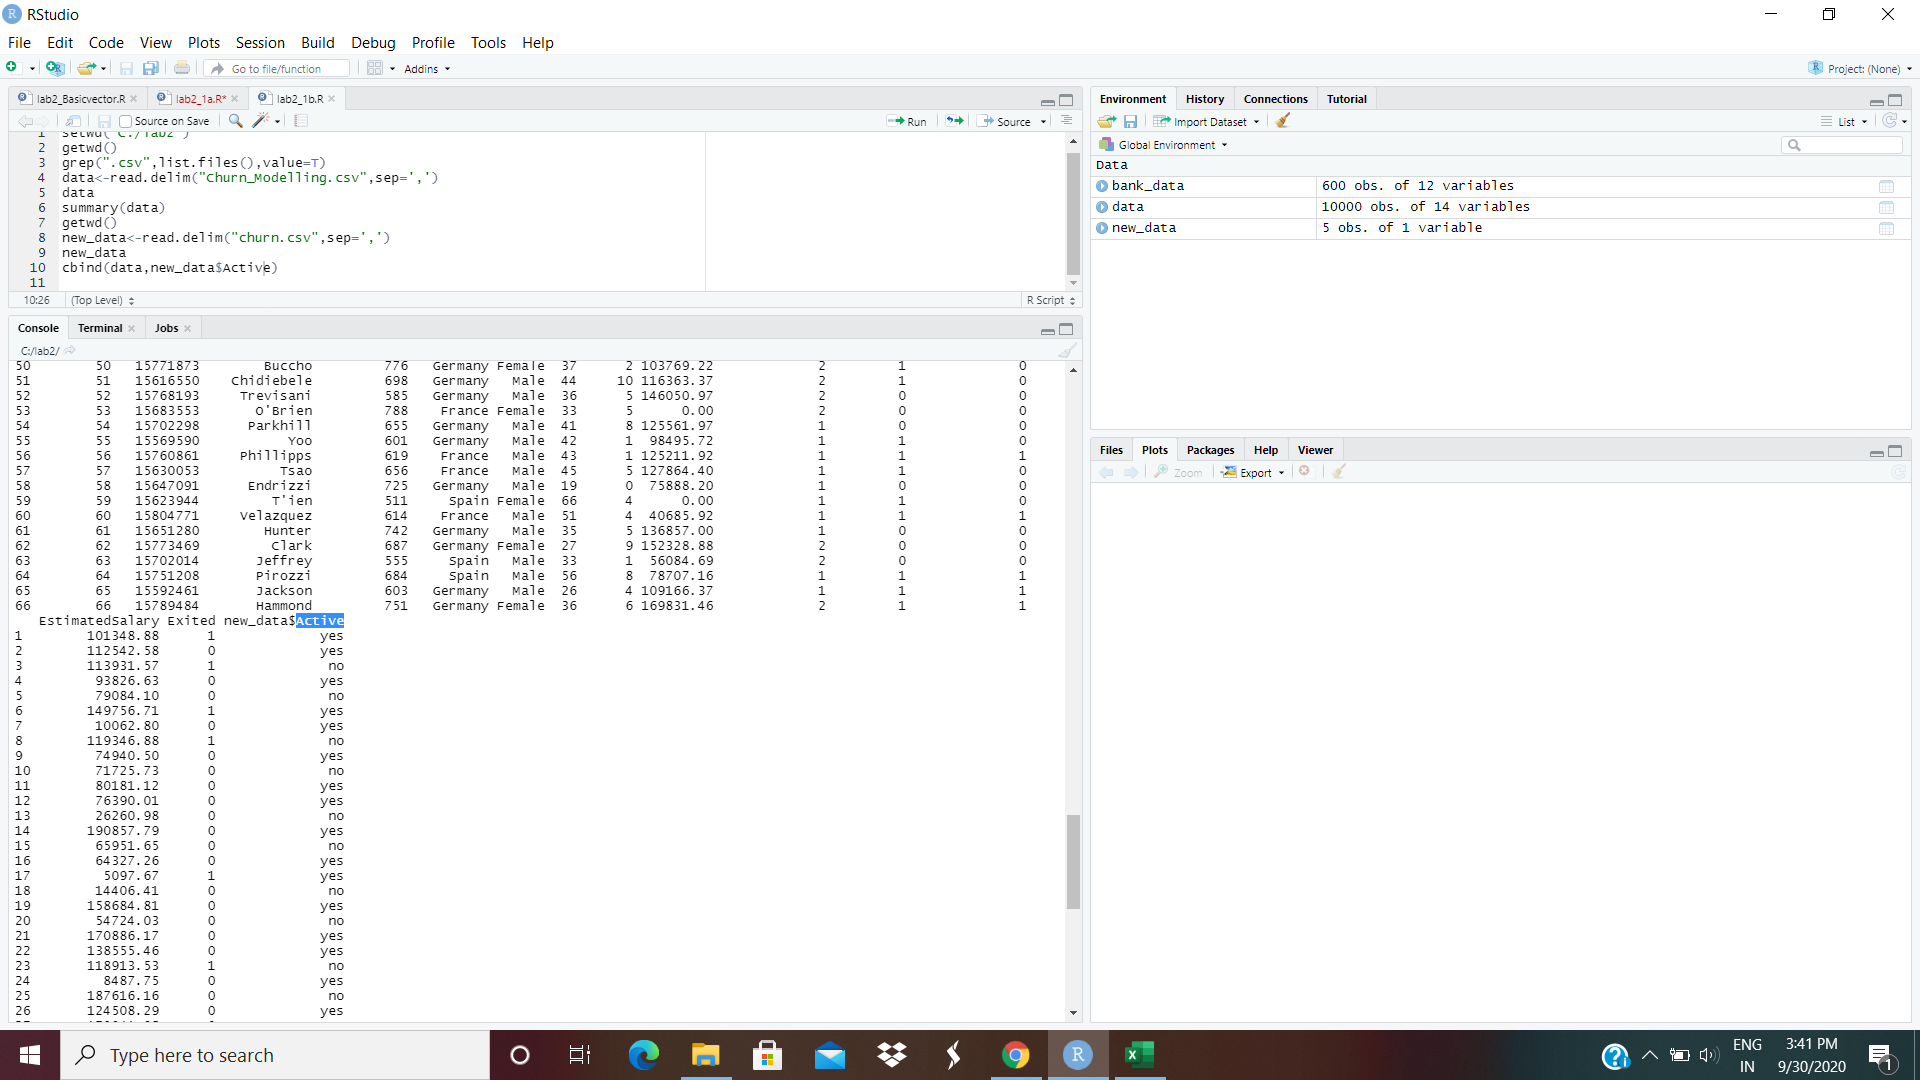 RStudio
File Edit Code View Plots Session Build Debug Profile Tools Help
Go to file/function Addins Project: (None)
lab2_Basicvector.R lab2_1a.R* lab2_1b.R
Source on Save Run Source
1 setwd("C:/lab2")
2 getwd()
3 grep(".csv",list.files(),value=T)
4 data<-read.delim("Churn_Modelling.csv",sep=',')
5 data
6 summary(data)
7 getwd()
8 new_data<-read.delim("churn.csv",sep=',')
9 new_data
10 cbind(data,new_data$Active)
11
10:26 (Top Level) R Script
Console Terminal Jobs
C:/lab2/
50 50 15771873 Buccho 776 Germany Female 37 2 103769.22 2 1 0
51 51 15616550 Chidiebele 698 Germany Male 44 10 116363.37 2 1 0
52 52 15768193 Trevisani 585 Germany Male 36 5 146050.97 2 0 0
53 53 15683553 O'Brien 788 France Female 33 5 0.00 2 0 0
54 54 15702298 Parkhill 655 Germany Male 41 8 125561.97 1 0 0
55 55 15569590 Yoo 601 Germany Male 42 1 98495.72 1 1 0
56 56 15760861 Phillipps 619 France Male 43 1 125211.92 1 1 1
57 57 15630053 Tsao 656 France Male 45 5 127864.40 1 1 0
58 58 15647091 Endrizzi 725 Germany Male 19 0 75888.20 1 0 0
59 59 15623944 T'ien 511 Spain Female 66 4 0.00 1 1 0
60 60 15804771 Velazquez 614 France Male 51 4 40685.92 1 1 1
61 61 15651280 Hunter 742 Germany Male 35 5 136857.00 1 0 0
62 62 15773469 Clark 687 Germany Female 27 9 152328.88 2 0 0
63 63 15702014 Jeffrey 555 Spain Male 33 1 56084.69 2 0 0
64 64 15751208 Pirozzi 684 Spain Male 56 8 78707.16 1 1 1
65 65 15592461 Jackson 603 Germany Male 26 4 109166.37 1 1 1
66 66 15789484 Hammond 751 Germany Female 36 6 169831.46 2 1 1
EstimatedSalary Exited new_data$Active
1 101348.88 1 yes
2 112542.58 0 yes
3 113931.57 1 no
4 93826.63 0 yes
5 79084.10 0 no
6 149756.71 1 yes
7 10062.80 0 yes
8 119346.88 1 no
9 74940.50 0 yes
10 71725.73 0 no
11 80181.12 0 yes
12 76390.01 0 yes
13 26260.98 0 no
14 190857.79 0 yes
15 65951.65 0 no
16 64327.26 0 yes
17 5097.67 1 yes
18 14406.41 0 no
19 158684.81 0 yes
20 54724.03 0 no
21 170886.17 0 yes
22 138555.46 0 yes
23 118913.53 1 no
24 8487.75 0 yes
25 187616.16 0 no
26 124508.29 0 yes
Environment History Connections Tutorial
Import Dataset List
Global Environment
Data
bank_data 600 obs. of 12 variables
data 10000 obs. of 14 variables
new_data 5 obs. of 1 variable
Files Plots Packages Help Viewer
Zoom Export
Type here to search
ENG
IN
3:41 PM
9/30/2020
1